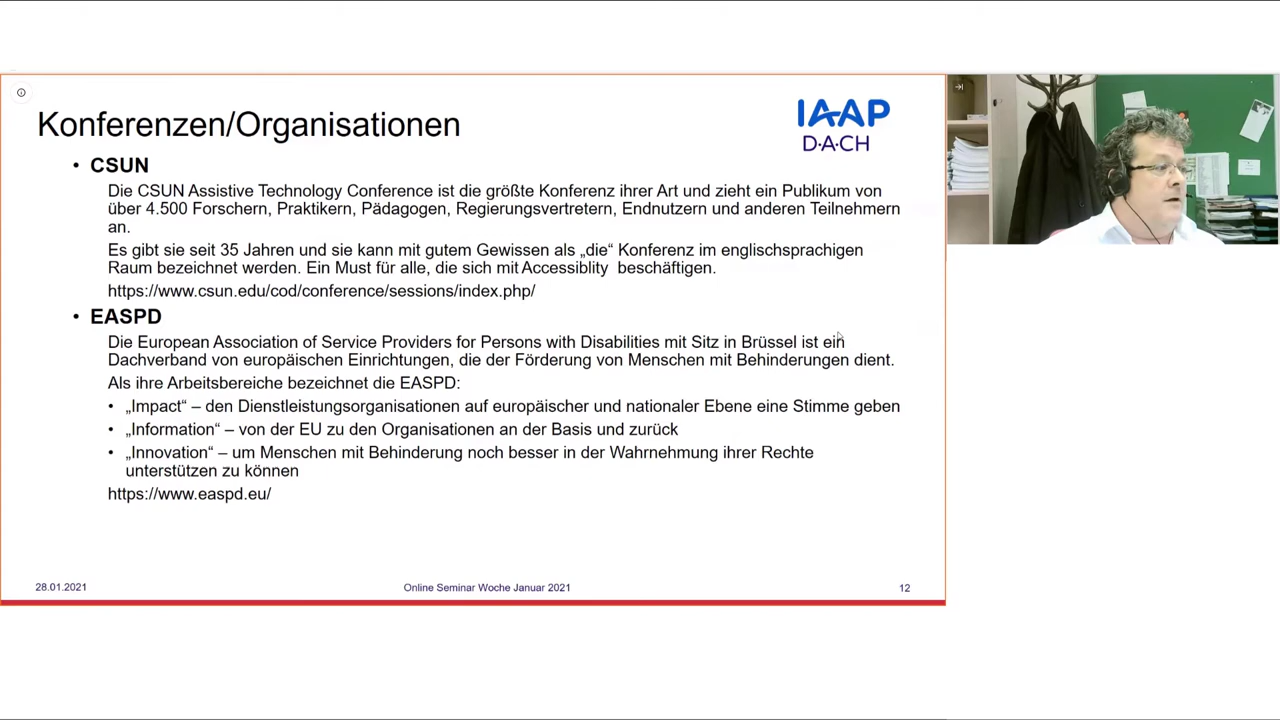 Konferenzen/Organisationen
IAAP
D·A·CH
• CSUN
Die CSUN Assistive Technology Conference ist die größte Konferenz ihrer Art und zieht ein Publikum von
über 4.500 Forschern, Praktikern, Pädagogen, Regierungsvertretern, Endnutzern und anderen Teilnehmern
an.
Es gibt sie seit 35 Jahren und sie kann mit gutem Gewissen als „die“ Konferenz im englischsprachigen
Raum bezeichnet werden. Ein Must für alle, die sich mit Accessiblity beschäftigen.
https://www.csun.edu/cod/conference/sessions/index.php/
• EASPD
Die European Association of Service Providers for Persons with Disabilities mit Sitz in Brüssel ist ein
Dachverband von europäischen Einrichtungen, die der Förderung von Menschen mit Behinderungen dient.
Als ihre Arbeitsbereiche bezeichnet die EASPD:
• „Impact“ – den Dienstleistungsorganisationen auf europäischer und nationaler Ebene eine Stimme geben
• „Information“ – von der EU zu den Organisationen an der Basis und zurück
• „Innovation“ – um Menschen mit Behinderung noch besser in der Wahrnehmung ihrer Rechte
unterstützen zu können
https://www.easpd.eu/
28.01.2021
Online Seminar Woche Januar 2021
12